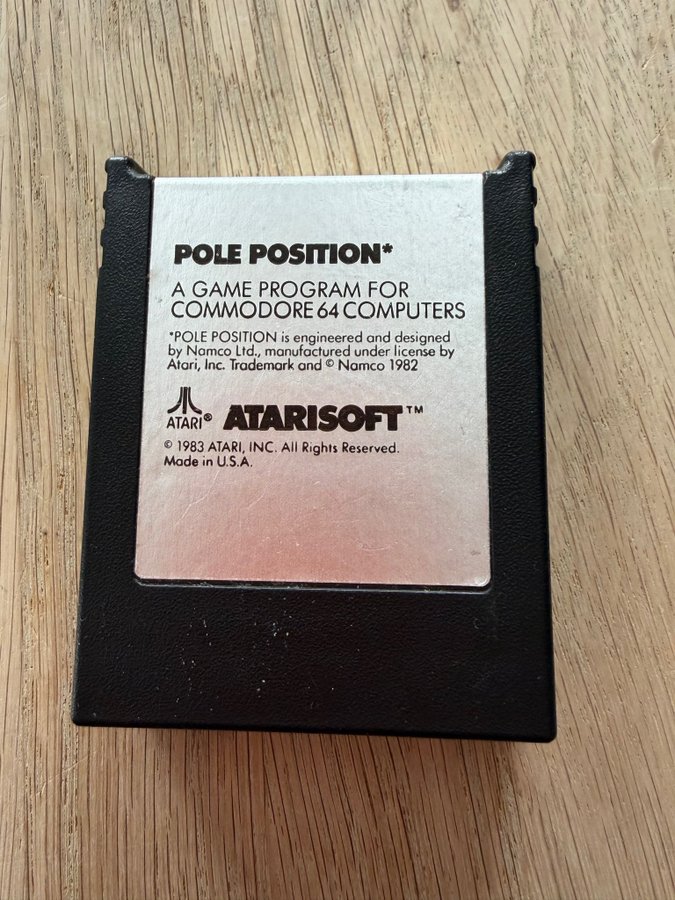 POLE POSITION*
A GAME PROGRAM FOR
COMMODORE 64 COMPUTERS
*POLE POSITION is engineered and designed
by Namco Ltd., manufactured under license by
Atari, Inc. Trademark and © Namco 1982
ATARI® ATARISOFT™
© 1983 ATARI, INC. All Rights Reserved.
Made in U.S.A.